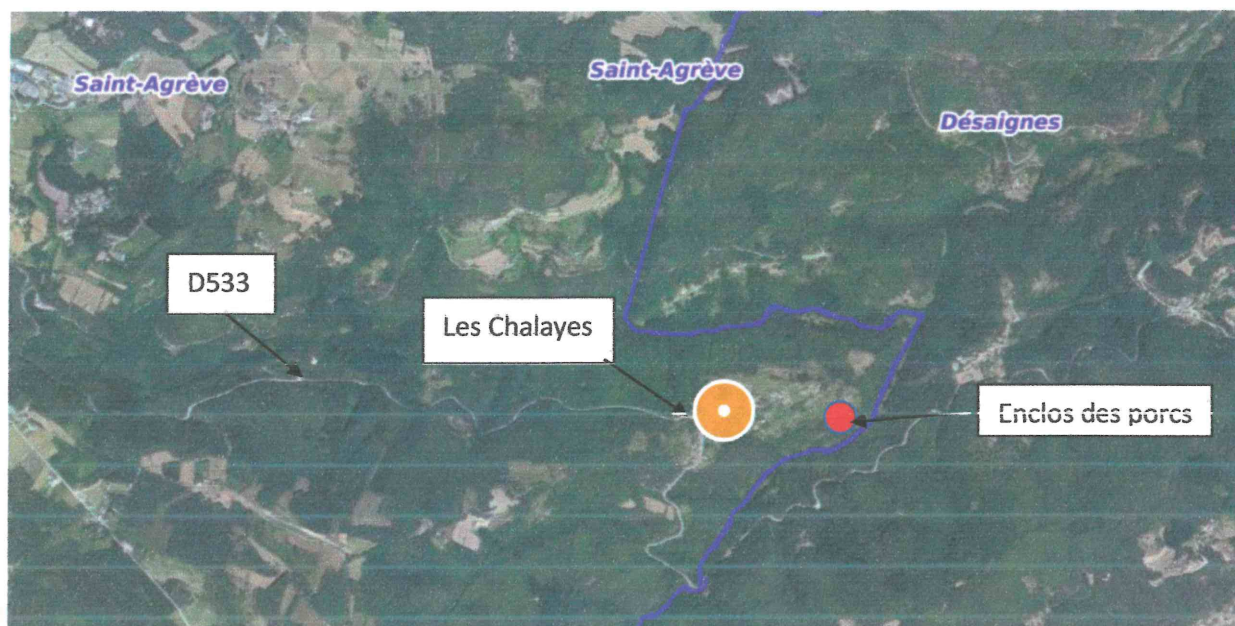 Saint-Agrève
Saint-Agrève
Désaignes
D533
Les Chalayes
Enclos des porcs